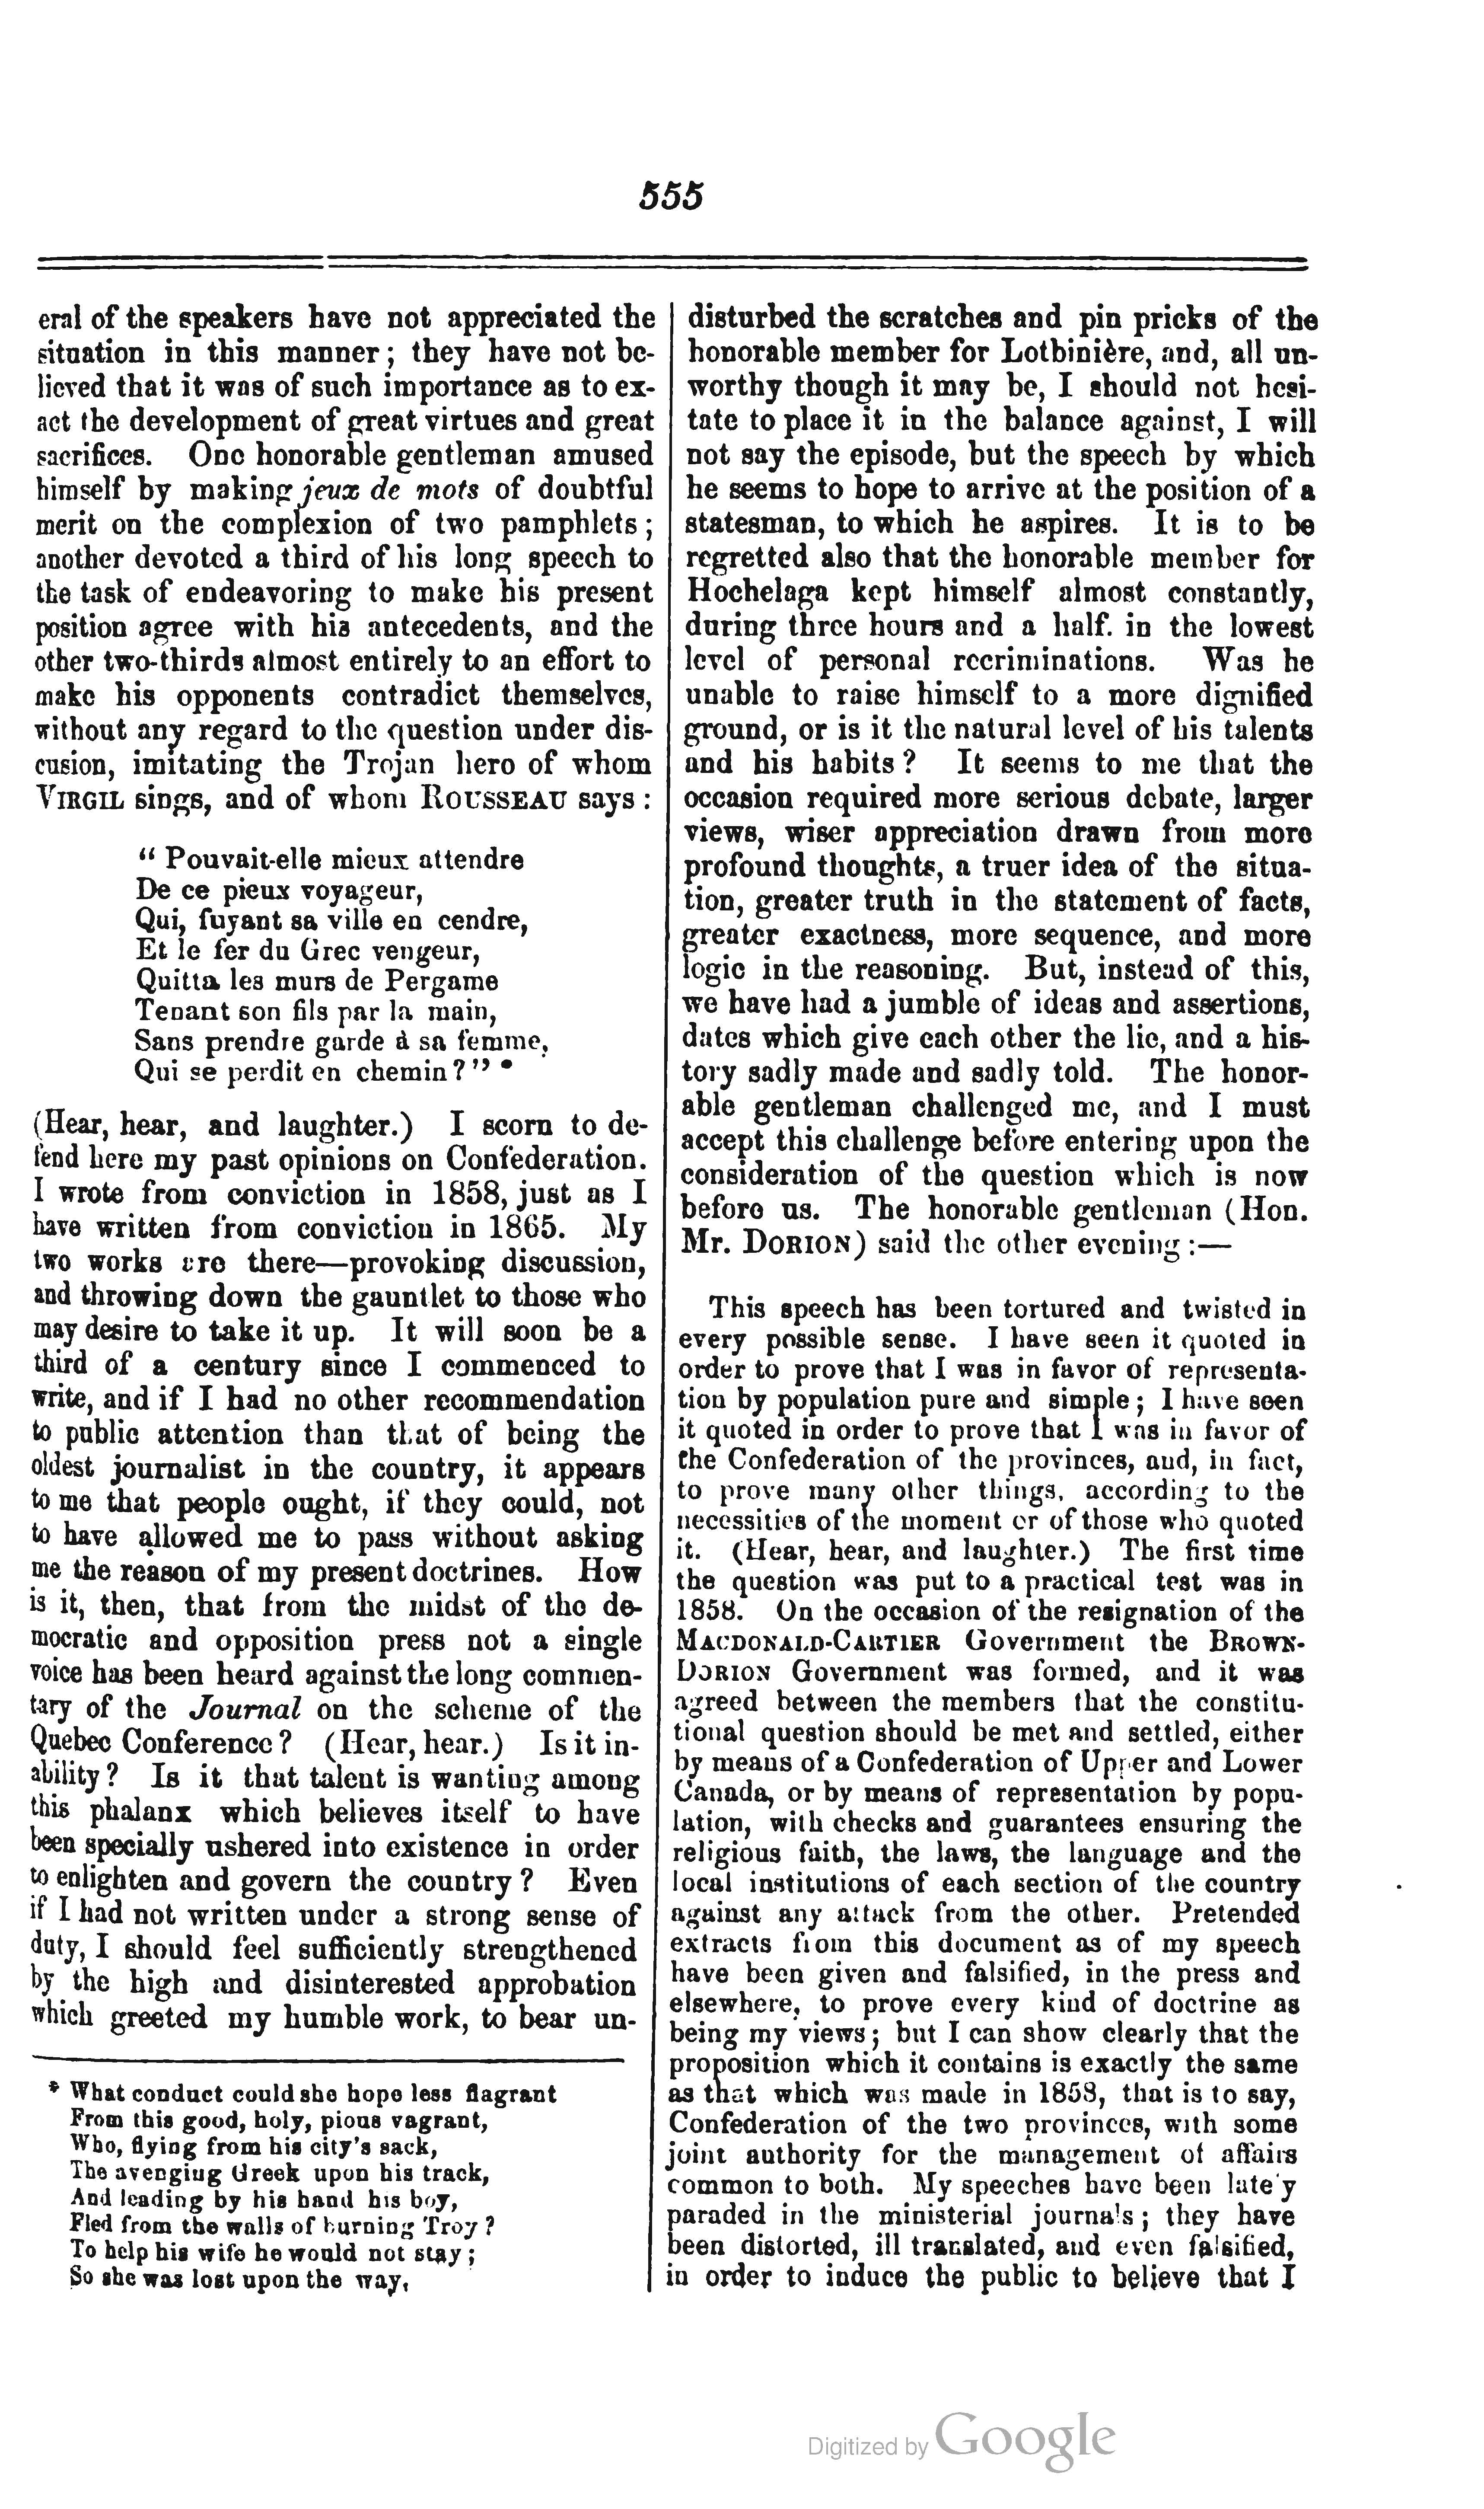 555
eral of the speakers have not appreciated the
situation in this manner; they have not be-
lieved that it was of such importance as to ex-
act the development of great virtues and great
sacrifices. One honorable gentleman amused
himself by making jeux de mots of doubtful
merit on the complexion of two pamphlets;
another devoted a third of his long speech to
the task of endeavoring to make his present
position agree with his antecedents, and the
other two-thirds almost entirely to an effort to
make his opponents contradict themselves,
without any regard to the question under dis-
cusion, imitating the Trojan hero of whom
VIRGIL sings, and of whom ROUSSEAU says:
“ Pouvait-elle mieux attendre
De ce pieux voyageur,
Qui, fuyant sa ville en cendre,
Et le fer du Grec vengeur,
Quitta les murs de Pergame
Tenant son fils par la main,
Sans prendre garde à sa femme,
Qui se perdit en chemin?” *
(Hear, hear, and laughter.) I scorn to de-
fend here my past opinions on Confederation.
I wrote from conviction in 1858, just as I
have written from conviction in 1865. My
two works are there—provoking discussion,
and throwing down the gauntlet to those who
may desire to take it up. It will soon be a
third of a century since I commenced to
write, and if I had no other recommendation
to public attention than that of being the
oldest journalist in the country, it appears
to me that people ought, if they could, not
to have allowed me to pass without asking
me the reason of my present doctrines. How
is it, then, that from the midst of the de-
mocratic and opposition press not a single
voice has been heard against the long commen-
tary of the Journal on the scheme of the
Quebec Conference? (Hear, hear.) Is it in-
ability? Is it that talent is wanting among
this phalanx which believes itself to have
been specially ushered into existence in order
to enlighten and govern the country? Even
if I had not written under a strong sense of
duty, I should feel sufficiently strengthened
by the high and disinterested approbation
which greeted my humble work, to bear un-
* What conduct could she hope less flagrant
From this good, holy, pious vagrant,
Who, flying from his city's sack,
The avenging Greek upon his track,
And leading by his hand his boy,
Fled from the walls of burning Troy?
To help his wife he would not stay;
So she was lost upon the way,
disturbed the scratches and pin pricks of the
honorable member for Lotbinière, and, all un-
worthy though it may be, I should not hesi-
tate to place it in the balance against, I will
not say the episode, but the speech by which
he seems to hope to arrive at the position of a
statesman, to which he aspires. It is to be
regretted also that the honorable member for
Hochelaga kept himself almost constantly,
during three hours and a half. in the lowest
level of personal recriminations. Was he
unable to raise himself to a more dignified
ground, or is it the natural level of his talents
and his habits? It seems to me that the
occasion required more serious debate, larger
views, wiser appreciation drawn from more
profound thoughts, a truer idea of the situa-
tion, greater truth in the statement of facts,
greater exactness, more sequence, and more
logic in the reasoning. But, instead of this,
we have had a jumble of ideas and assertions,
dates which give each other the lie, and a his-
tory sadly made and sadly told. The honor-
able gentleman challenged me, and I must
accept this challenge before entering upon the
consideration of the question which is now
before us. The honorable gentleman (Hon.
Mr. DORION) said the other evening:—
This speech has been tortured and twisted in
every possible sense. I have seen it quoted in
order to prove that I was in favor of representa-
tion by population pure and simple; I have seen
it quoted in order to prove that I was in favor of
the Confederation of the provinces, and, in fact,
to prove many other things, according to the
necessities of the moment or of those who quoted
it. (Hear, hear, and laughter.) The first time
the question was put to a practical test was in
1858. On the occasion of the resignation of the
MACDONALD-CARTIER Government the BROWN-
DORION Government was formed, and it was
agreed between the members that the constitu-
tional question should be met and settled, either
by means of a Confederation of Upper and Lower
Canada, or by means of representation by popu-
lation, with checks and guarantees ensuring the
religious faith, the laws, the language and the
local institutions of each section of the country
against any attack from the other. Pretended
extracts from this document as of my speech
have been given and falsified, in the press and
elsewhere, to prove every kind of doctrine as
being my views; but I can show clearly that the
proposition which it contains is exactly the same
as that which was made in 1858, that is to say,
Confederation of the two provinces, with some
joint authority for the management of affairs
common to both. My speeches have been lately
paraded in the ministerial journals; they have
been distorted, ill translated, and even falsified,
in order to induce the public to believe that I
Digitized by Google